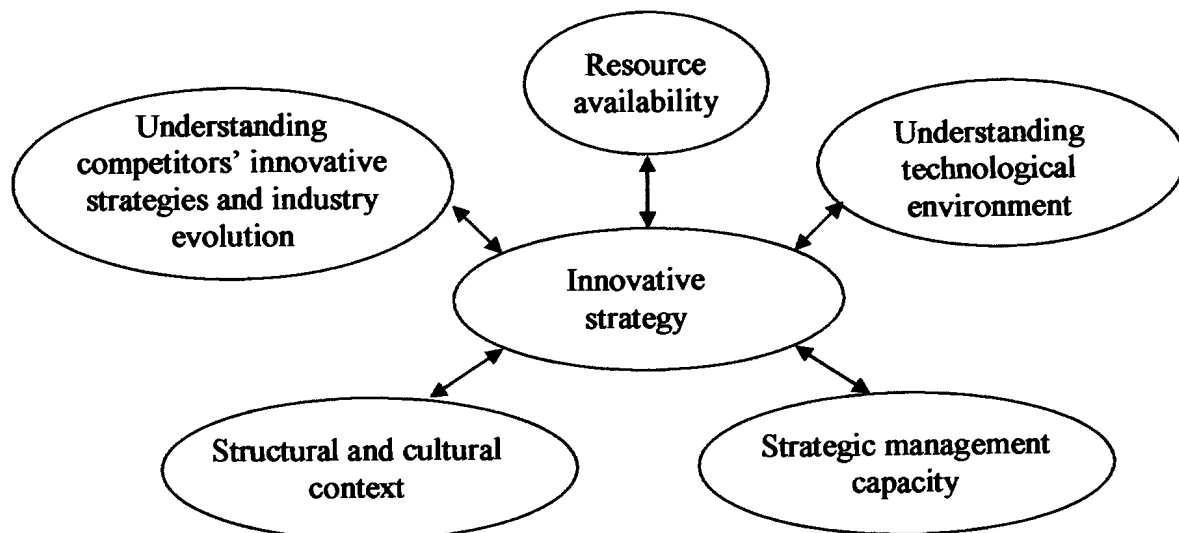 Resource
availability
Understanding
competitors' innovative
strategies and industry
evolution
Understanding
technological
environment
Innovative
strategy
Structural and cultural
context
Strategic management
capacity